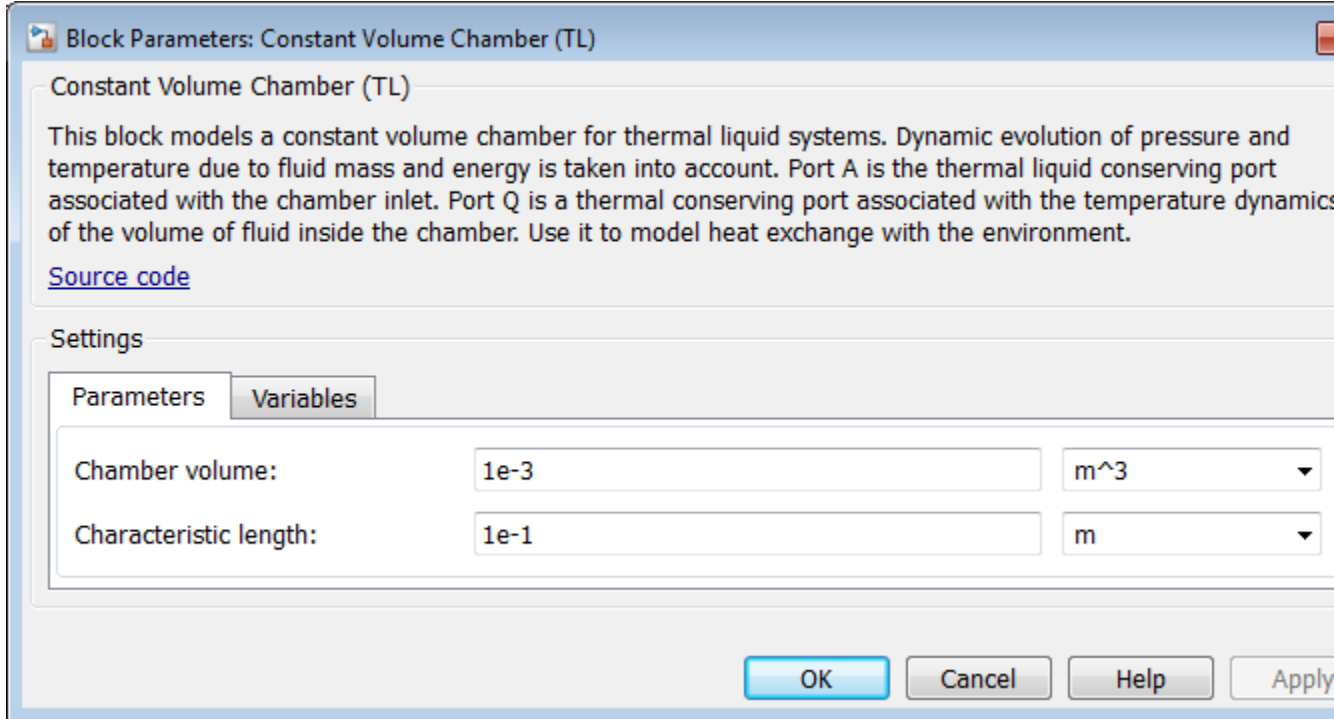 Block Parameters: Constant Volume Chamber (TL)
Constant Volume Chamber (TL)
This block models a constant volume chamber for thermal liquid systems. Dynamic evolution of pressure and
temperature due to fluid mass and energy is taken into account. Port A is the thermal liquid conserving port
associated with the chamber inlet. Port Q is a thermal conserving port associated with the temperature dynamics
of the volume of fluid inside the chamber. Use it to model heat exchange with the environment.
Source code
Settings
Parameters Variables
Chamber volume: 1e-3 m^3
Characteristic length: 1e-1 m
OK Cancel Help Apply